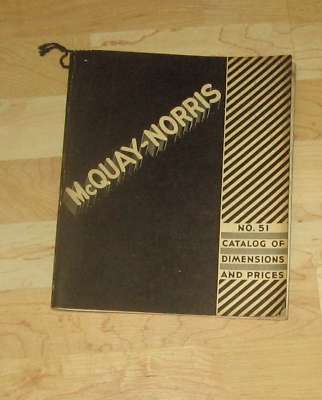 McQUAY-NORRIS
NO. 51
CATALOG OF
DIMENSIONS
AND PRICES